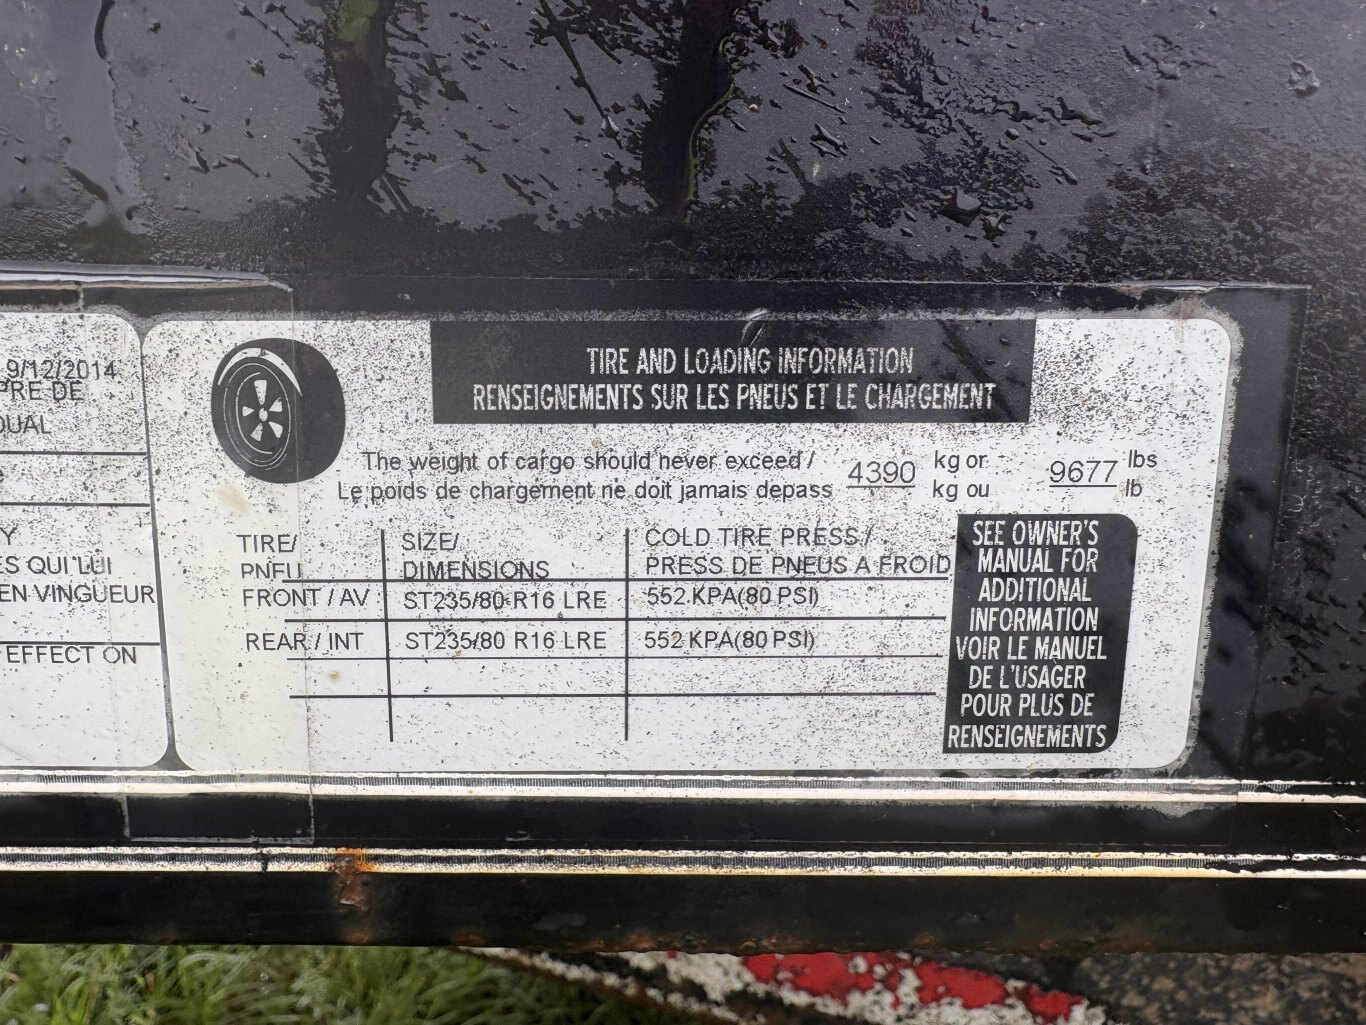 9/12/2014
PRE DE
QUAL
Y
ES QUI LUI
EN VINGUEUR
EFFECT ON
TIRE AND LOADING INFORMATION
RENSEIGNEMENTS SUR LES PNEUS ET LE CHARGEMENT
The weight of cargo should never exceed / 4390 kg or 9677 lbs
Le poids de chargement ne doit jamais depass kg ou lb
TIRE/ SIZE/ COLD TIRE PRESS /
PNEU DIMENSIONS PRESS DE PNEUS A FROID
FRONT / AV ST235/80 R16 LRE 552 KPA(80 PSI)
REAR / INT ST235/80 R16 LRE 552 KPA(80 PSI)
SEE OWNER'S
MANUAL FOR
ADDITIONAL
INFORMATION
VOIR LE MANUEL
DE L'USAGER
POUR PLUS DE
RENSEIGNEMENTS